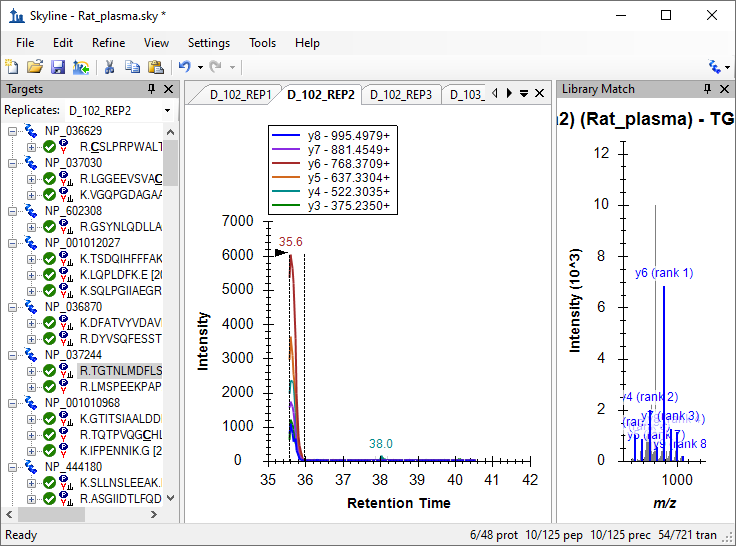 Skyline - Rat_plasma.sky *
File Edit View Settings Tools Help
Targets
Replicates: D_102_REP2
NP_036629
R.CSLPRPWALT
NP_037030
R.LGGEEVSVAC
K.VGQPGDAGAA
NP_602308
R.GSYNLQDLLA
NP_001012027
K.TSDQIHFFFAK
K.LQPLDFK.E [20
K.SQLPGIIAEGR
NP_036870
K.DFATVYVDAV
R.DYVSQFESST
NP_037244
R.TGTNLMDFLS
R.LMSPEEKPAP
NP_001010968
K.GTITSIAALDD
R.TQTPVQGCHL
K.IFPENNIK.G [2
NP_444180
K.SLLNSLEEAK
R.ASGIIDTLFQD
D_102_REP1 D_102_REP2 D_102_REP3 D_103_
y8 - 995.4979+
y7 - 881.4549+
y6 - 768.3709+
y5 - 637.3304+
y4 - 522.3035+
y3 - 375.2350+
7000
6000
5000
4000
3000
2000
1000
0
Intensity
35.6
38.0
35 36 37 38 39 40 41 42
Retention Time
Library Match
a2) (Rat_plasma) - TG
12
10
8
6
4
2
0
Intensity (10^3)
y6 (rank 1)
y4 (rank 2)
(rank 3)
y9 (rank 8
1000
m/z
Ready
6/48 prot 10/125 pep 10/125 prec 54/721 tran